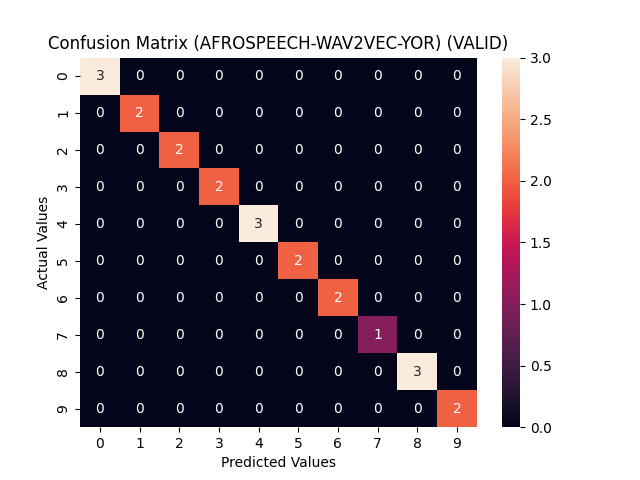 Confusion Matrix (AFROSPEECH-WAV2VEC-YOR) (VALID)
0 3 0 0 0 0 0 0 0 0 0
1 0 2 0 0 0 0 0 0 0 0
2 0 0 2 0 0 0 0 0 0 0
3 0 0 0 2 0 0 0 0 0 0
4 0 0 0 0 3 0 0 0 0 0
5 0 0 0 0 0 2 0 0 0 0
6 0 0 0 0 0 0 2 0 0 0
7 0 0 0 0 0 0 0 1 0 0
8 0 0 0 0 0 0 0 0 3 0
9 0 0 0 0 0 0 0 0 0 2
0 1 2 3 4 5 6 7 8 9
Predicted Values
Actual Values
3.0
2.5
2.0
1.5
1.0
0.5
0.0